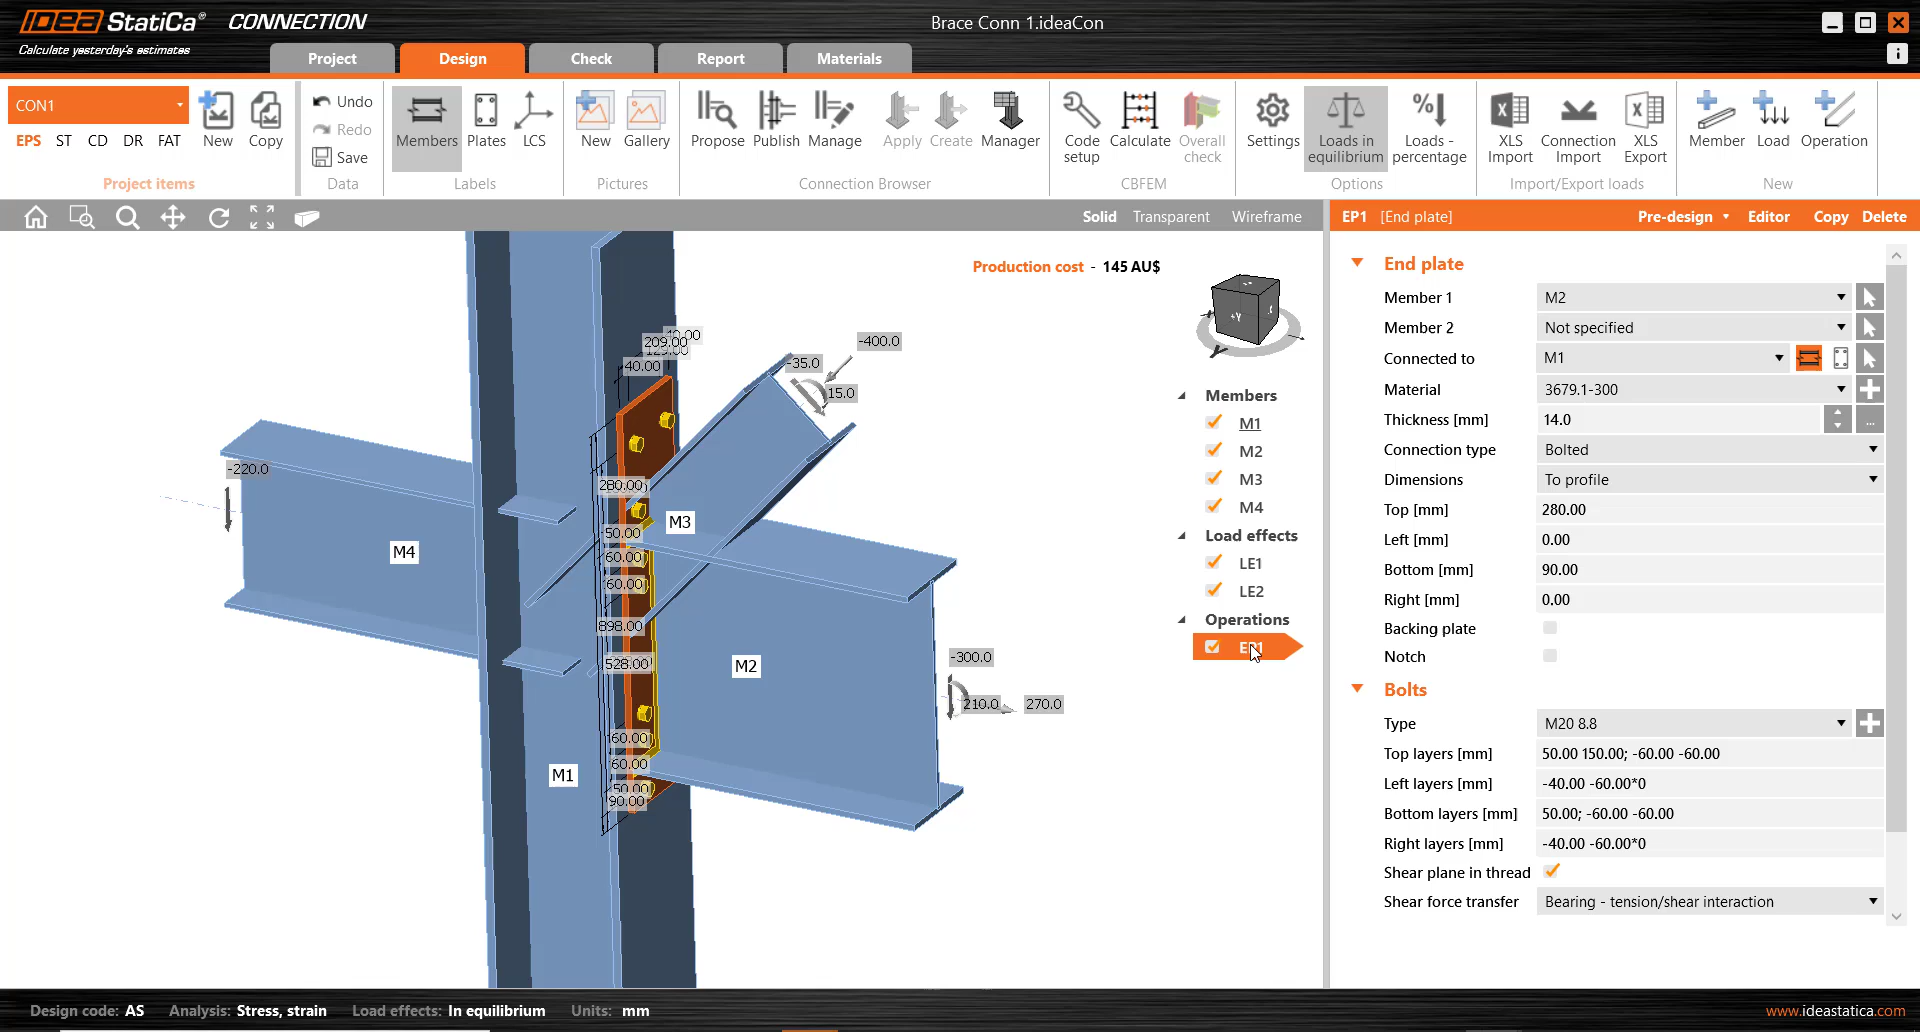 IDEA StatiCa® CONNECTION
Calculate yesterday's estimates
Brace Conn 1.ideaCon
Project
Design
Check
Report
Materials
CON1
EPS ST CD DR FAT
New
Copy
Project items
Undo
Redo
Save
Data
Members
Plates
LCS
Labels
New
Gallery
Pictures
Propose
Publish
Manage
Apply
Create
Manager
Connection Browser
Code setup
Calculate
Overall check
CBFEM
Settings
Loads in equilibrium
Loads - percentage
Options
XLS Import
Connection Import
XLS Export
Import/Export loads
Member
Load
Operation
New
Solid Transparent Wireframe
EP1 [End plate]
Pre-design Editor Copy Delete
Production cost - 145 AU$
209.00
40.00
-400.0
-35.0
15.0
-220.0
280.00
M3
50.00
60.00
60.00
M4
898.00
528.00
M2
-300.0
210.0
270.0
60.00
60.00
M1
50.00
90.00
+Y
Members
M1
M2
M3
M4
Load effects
LE1
LE2
Operations
EP1
End plate
Member 1 M2
Member 2 Not specified
Connected to M1
Material 3679.1-300
Thickness [mm] 14.0
...
Connection type Bolted
Dimensions To profile
Top [mm] 280.00
Left [mm] 0.00
Bottom [mm] 90.00
Right [mm] 0.00
Backing plate
Notch
Bolts
Type M20 8.8
Top layers [mm] 50.00 150.00; -60.00 -60.00
Left layers [mm] -40.00 -60.00*0
Bottom layers [mm] 50.00; -60.00 -60.00
Right layers [mm] -40.00 -60.00*0
Shear plane in thread
Shear force transfer Bearing - tension/shear interaction
Design code: AS Analysis: Stress, strain Load effects: In equilibrium Units: mm
www.ideastatica.com